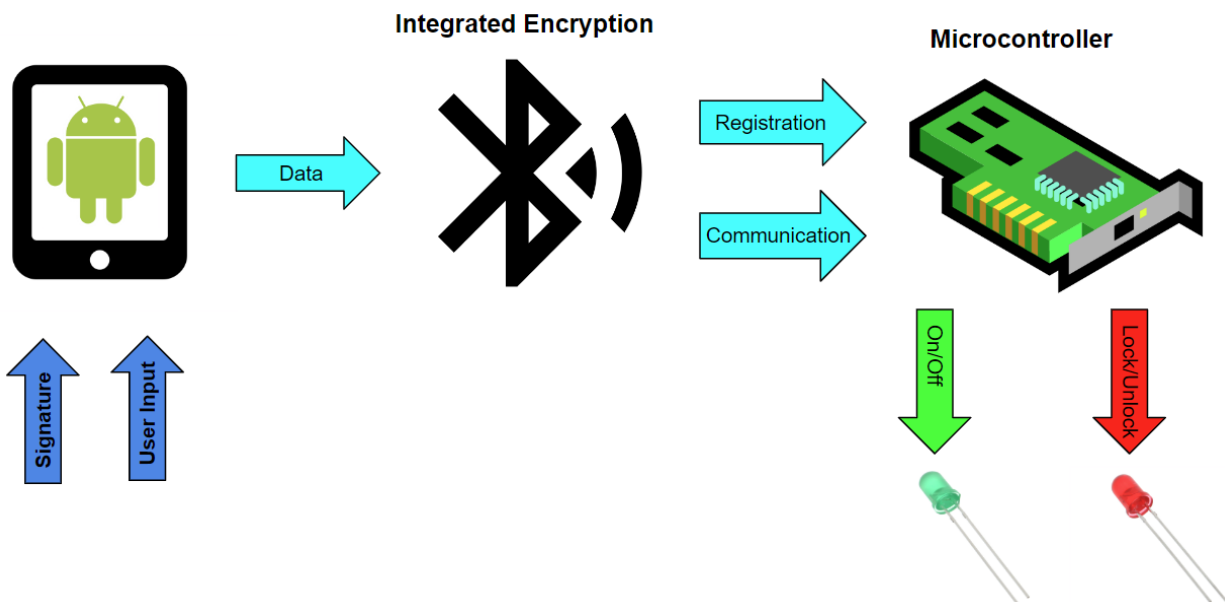 Integrated Encryption
Microcontroller
Data
Registration
Communication
Signature
User Input
On/Off
Lock/Unlock